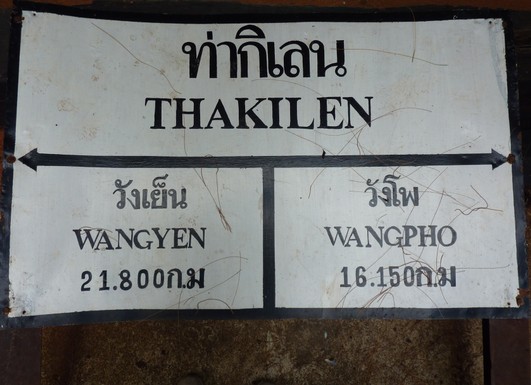 ท่ากิเลน
THAKILEN
วังเย็น
WANGYEN
21.800ก.ม
วังโพ
WANGPHO
16.150ก.ม